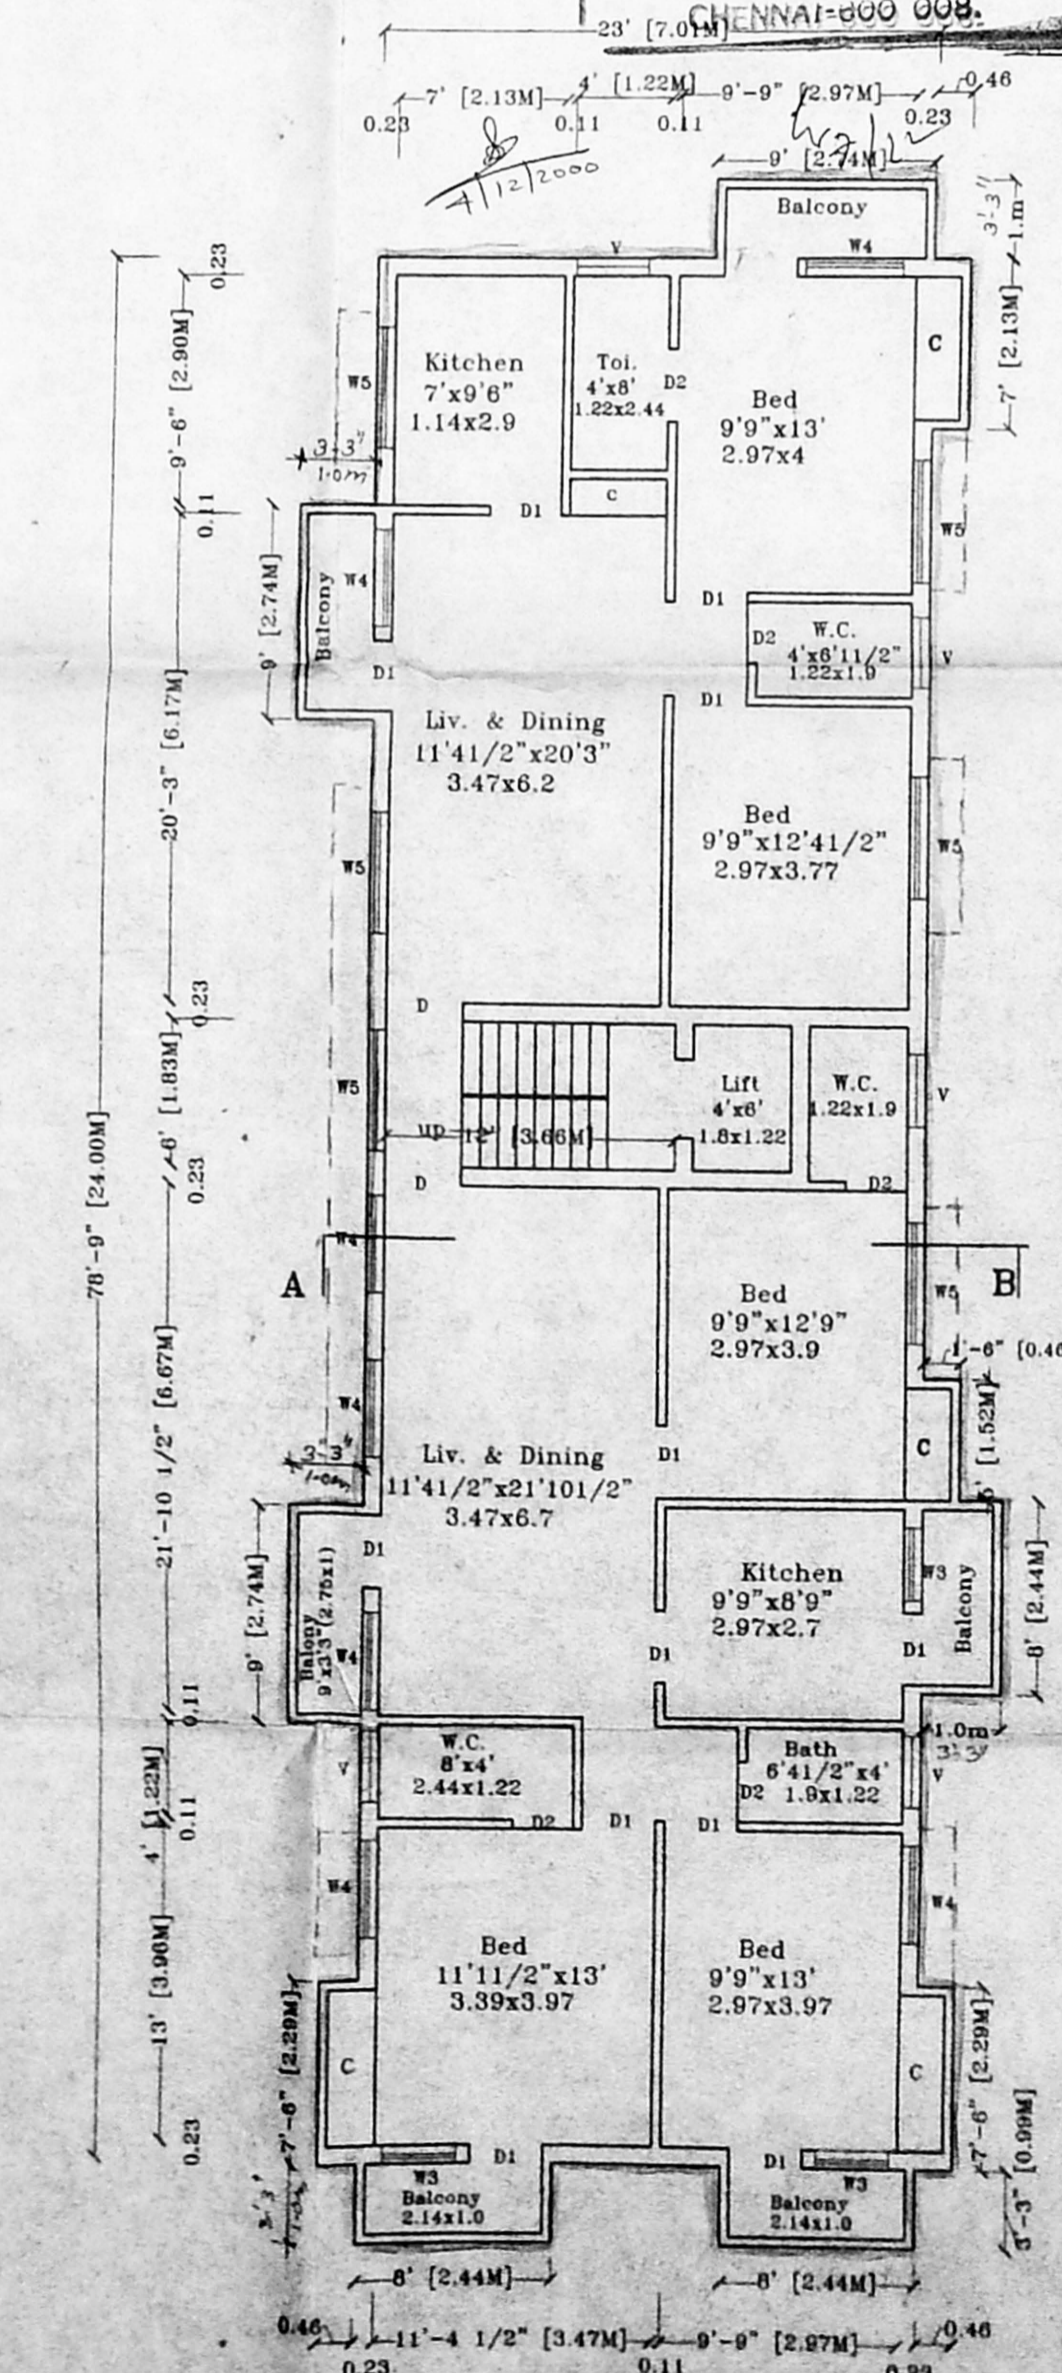 CHENNAI-600 008.
23' [7.01M]
7' [2.13M]
4' [1.22M]
9'-9" [2.97M]
0.46
0.23
0.11
0.11
0.23
9' [2.74M]
4/12/2000
Balcony
3'-3"
1.m
V
W4
0.23
Kitchen
7'x9'6"
1.14x2.9
Toi.
4'x8'
1.22x2.44
D2
Bed
9'9"x13'
2.97x4
C
7' [2.13M]
W5
9'-6" [2.90M]
3'-3"
1.0m
C
D1
0.11
W5
9' [2.74M]
Balcony
W4
D1
D1
D2
W.C.
4'x6'11/2"
1.22x1.9
V
D1
Liv. & Dining
11'41/2"x20'3"
3.47x6.2
20'-3" [6.17M]
Bed
9'9"x12'41/2"
2.97x3.77
W5
W5
D
0.23
78'-9" [24.00M]
6' [1.83M]
W5
UP
12' [3.66M]
Lift
4'x6'
1.8x1.22
W.C.
1.22x1.9
V
0.23
D
D2
W4
A
B
Bed
9'9"x12'9"
2.97x3.9
W5
1'-6" [0.46
21'-10 1/2" [6.67M]
W4
D1
C
5' [1.52M]
3'-3"
1.0m
Liv. & Dining
11'41/2"x21'101/2"
3.47x6.7
9' [2.74M]
D1
Balony
9'x3'3"(2.75x1)
W4
Kitchen
9'9"x8'9"
2.97x2.7
W3
Balcony
8' [2.44M]
D1
D1
0.11
1.0m
3'3"
V
W.C.
8'x4'
2.44x1.22
D2
D1
D1
Bath
6'41/2"x4'
1.9x1.22
D2
V
4' [1.22M]
0.11
W4
W4
Bed
11'11/2"x13'
3.39x3.97
Bed
9'9"x13'
2.97x3.97
13' [3.96M]
7'-6" [2.29M]
C
C
7'-6" [2.29M]
0.23
D1
D1
W3
W3
Balcony
2.14x1.0
Balcony
2.14x1.0
3'-3"
1.0m
3'-3" [0.99M]
8' [2.44M]
8' [2.44M]
0.46
11'-4 1/2" [3.47M]
9'-9" [2.97M]
0.46
0.23
0.11
0.23